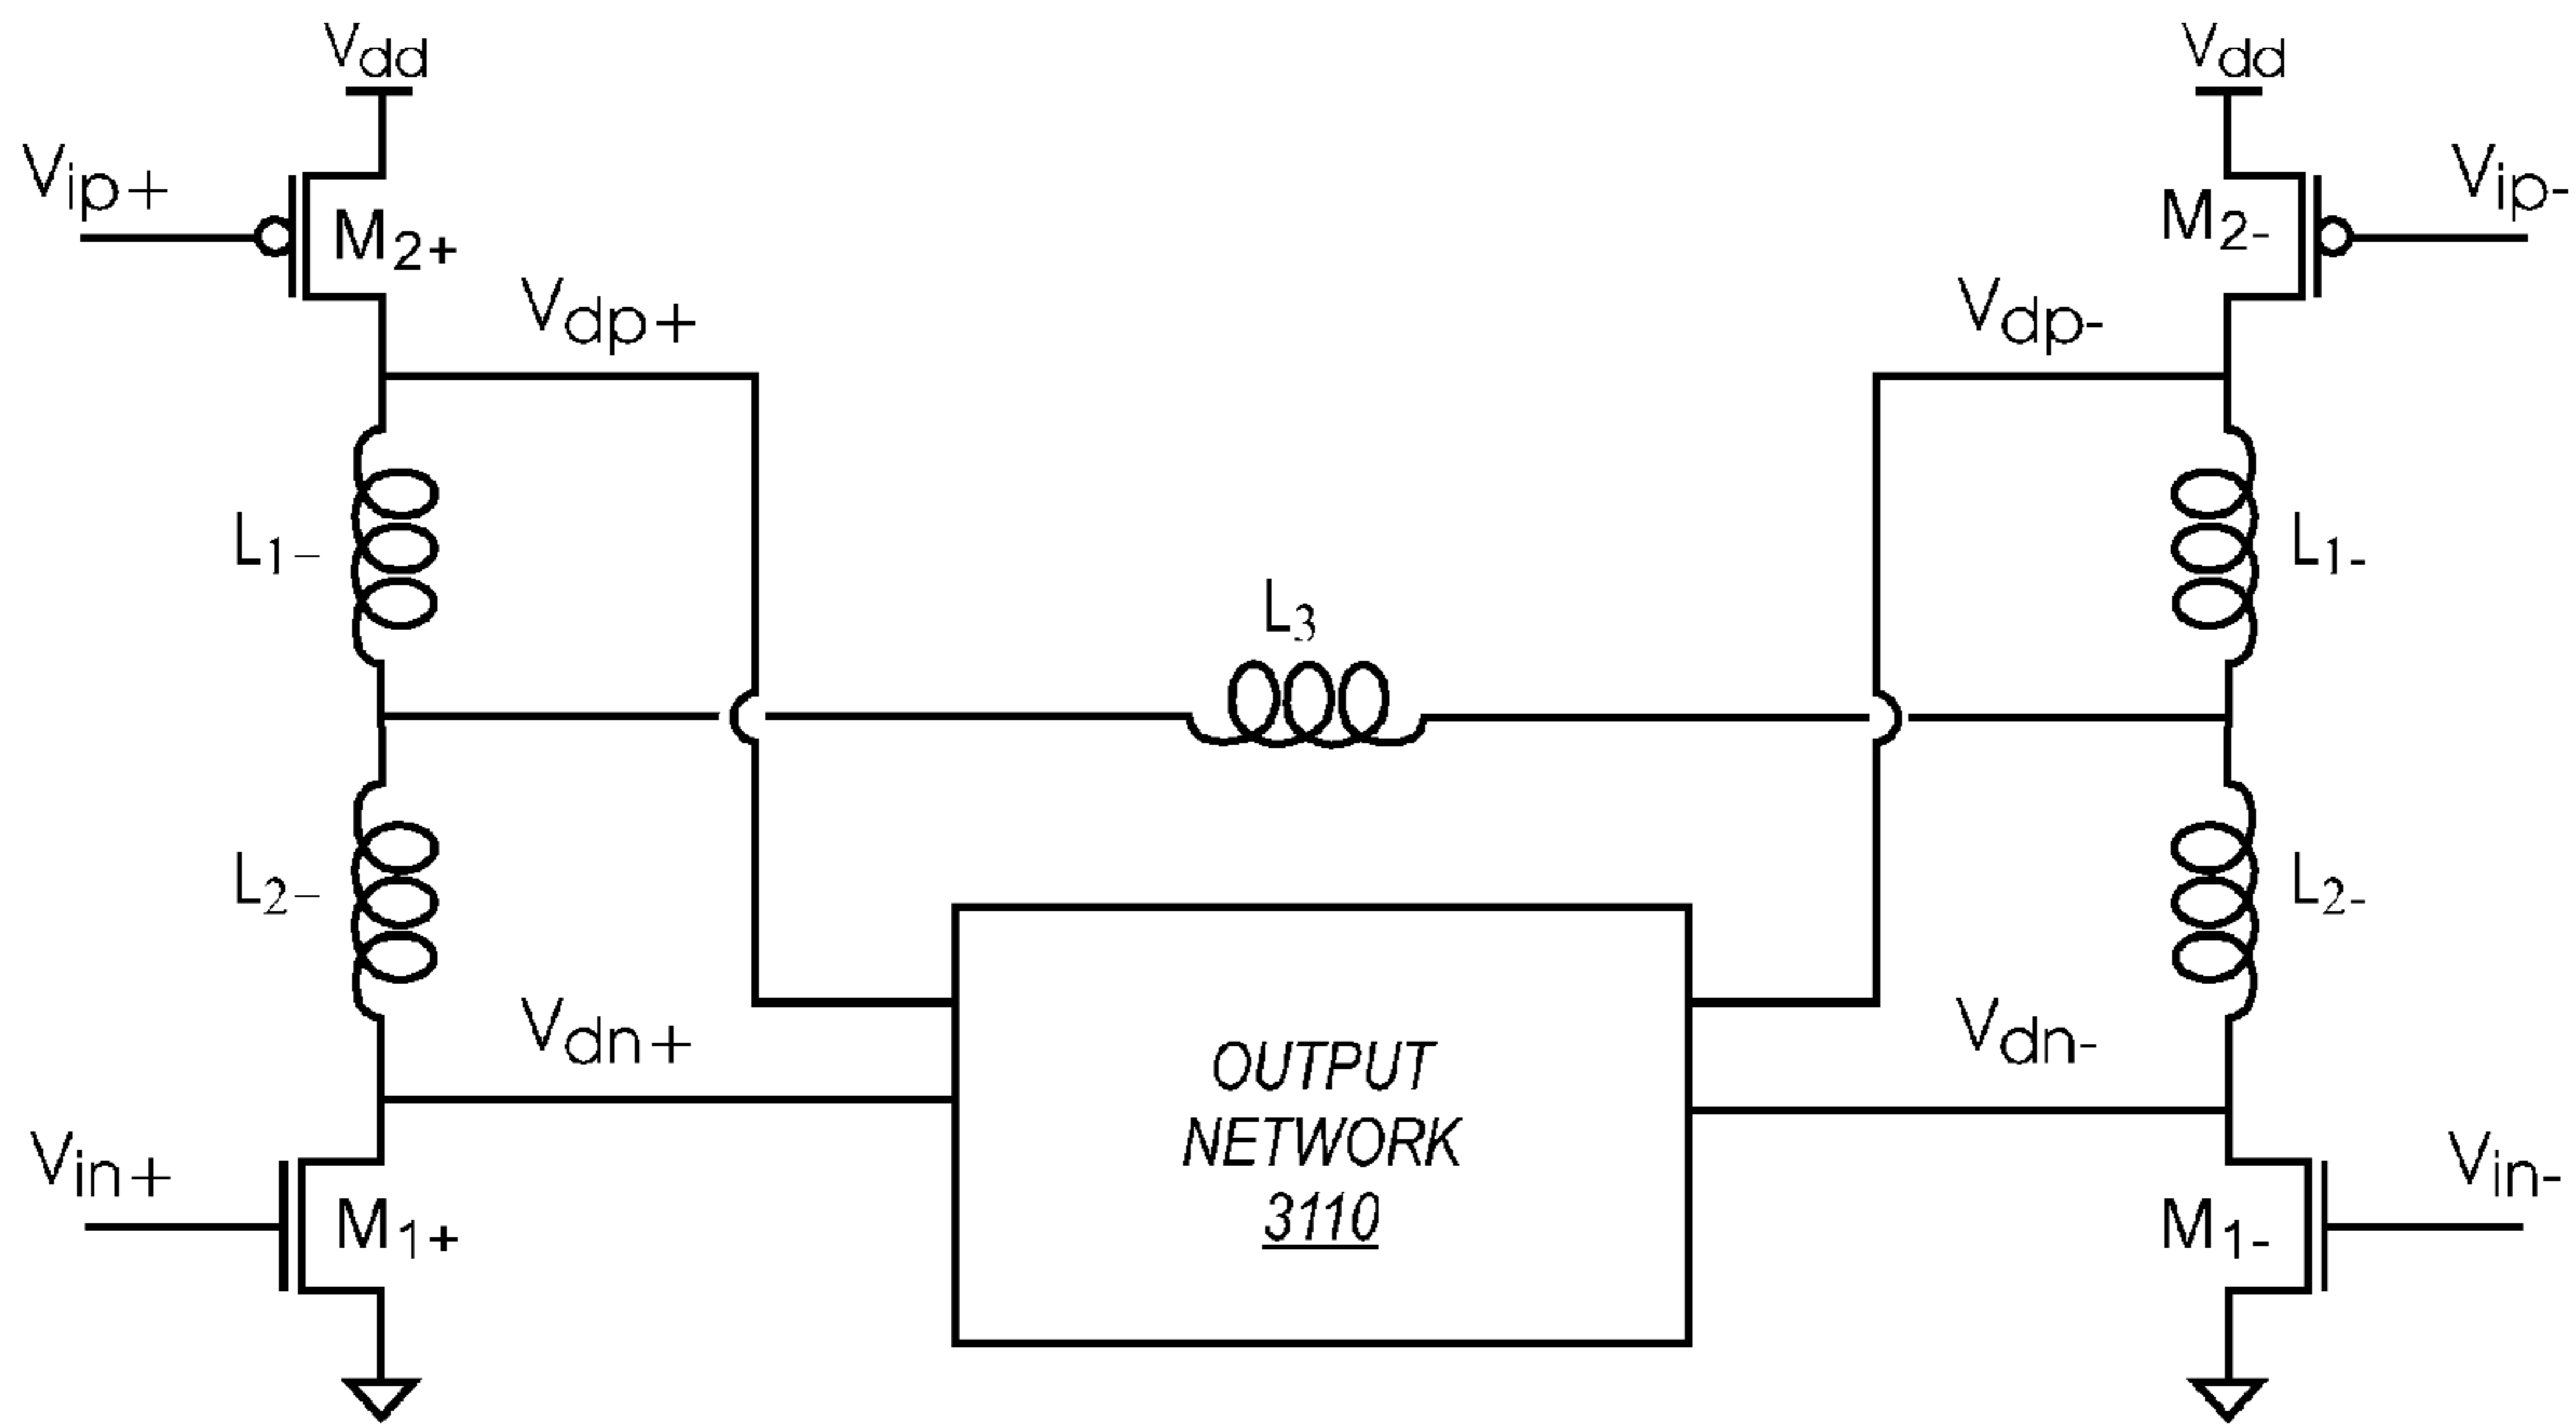 Vdd
Vdd
Vip+
Vip-
M2+
M2-
Vdp+
Vdp-
L1-
L1-
L3
L2-
L2-
Vdn+
Vdn-
OUTPUT
NETWORK
3110
Vin+
Vin-
M1+
M1-